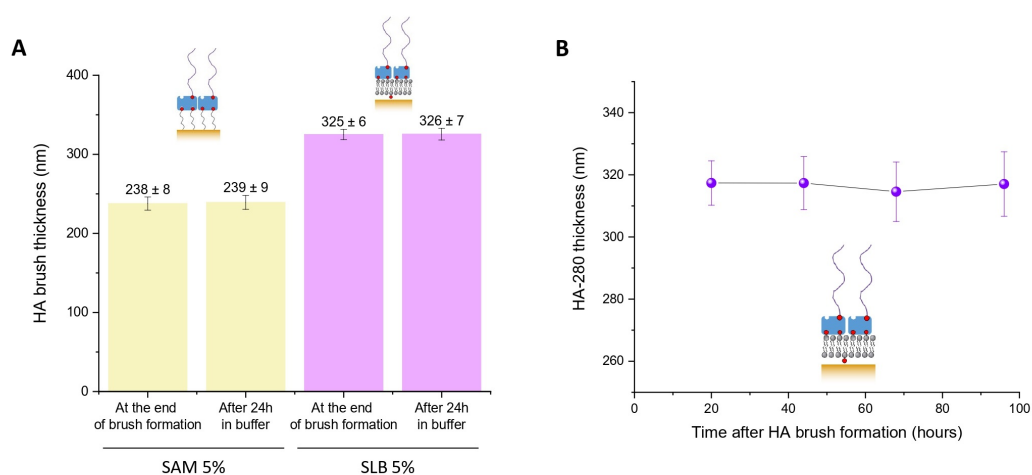 A
HA brush thickness (nm)
400
300
200
100
0
238 ± 8
239 ± 9
325 ± 6
326 ± 7
At the end
of brush formation
After 24h
in buffer
At the end
of brush formation
After 24h
in buffer
SAM 5%
SLB 5%
B
HA-280 thickness (nm)
340
320
300
280
260
0
20
40
60
80
100
Time after HA brush formation (hours)